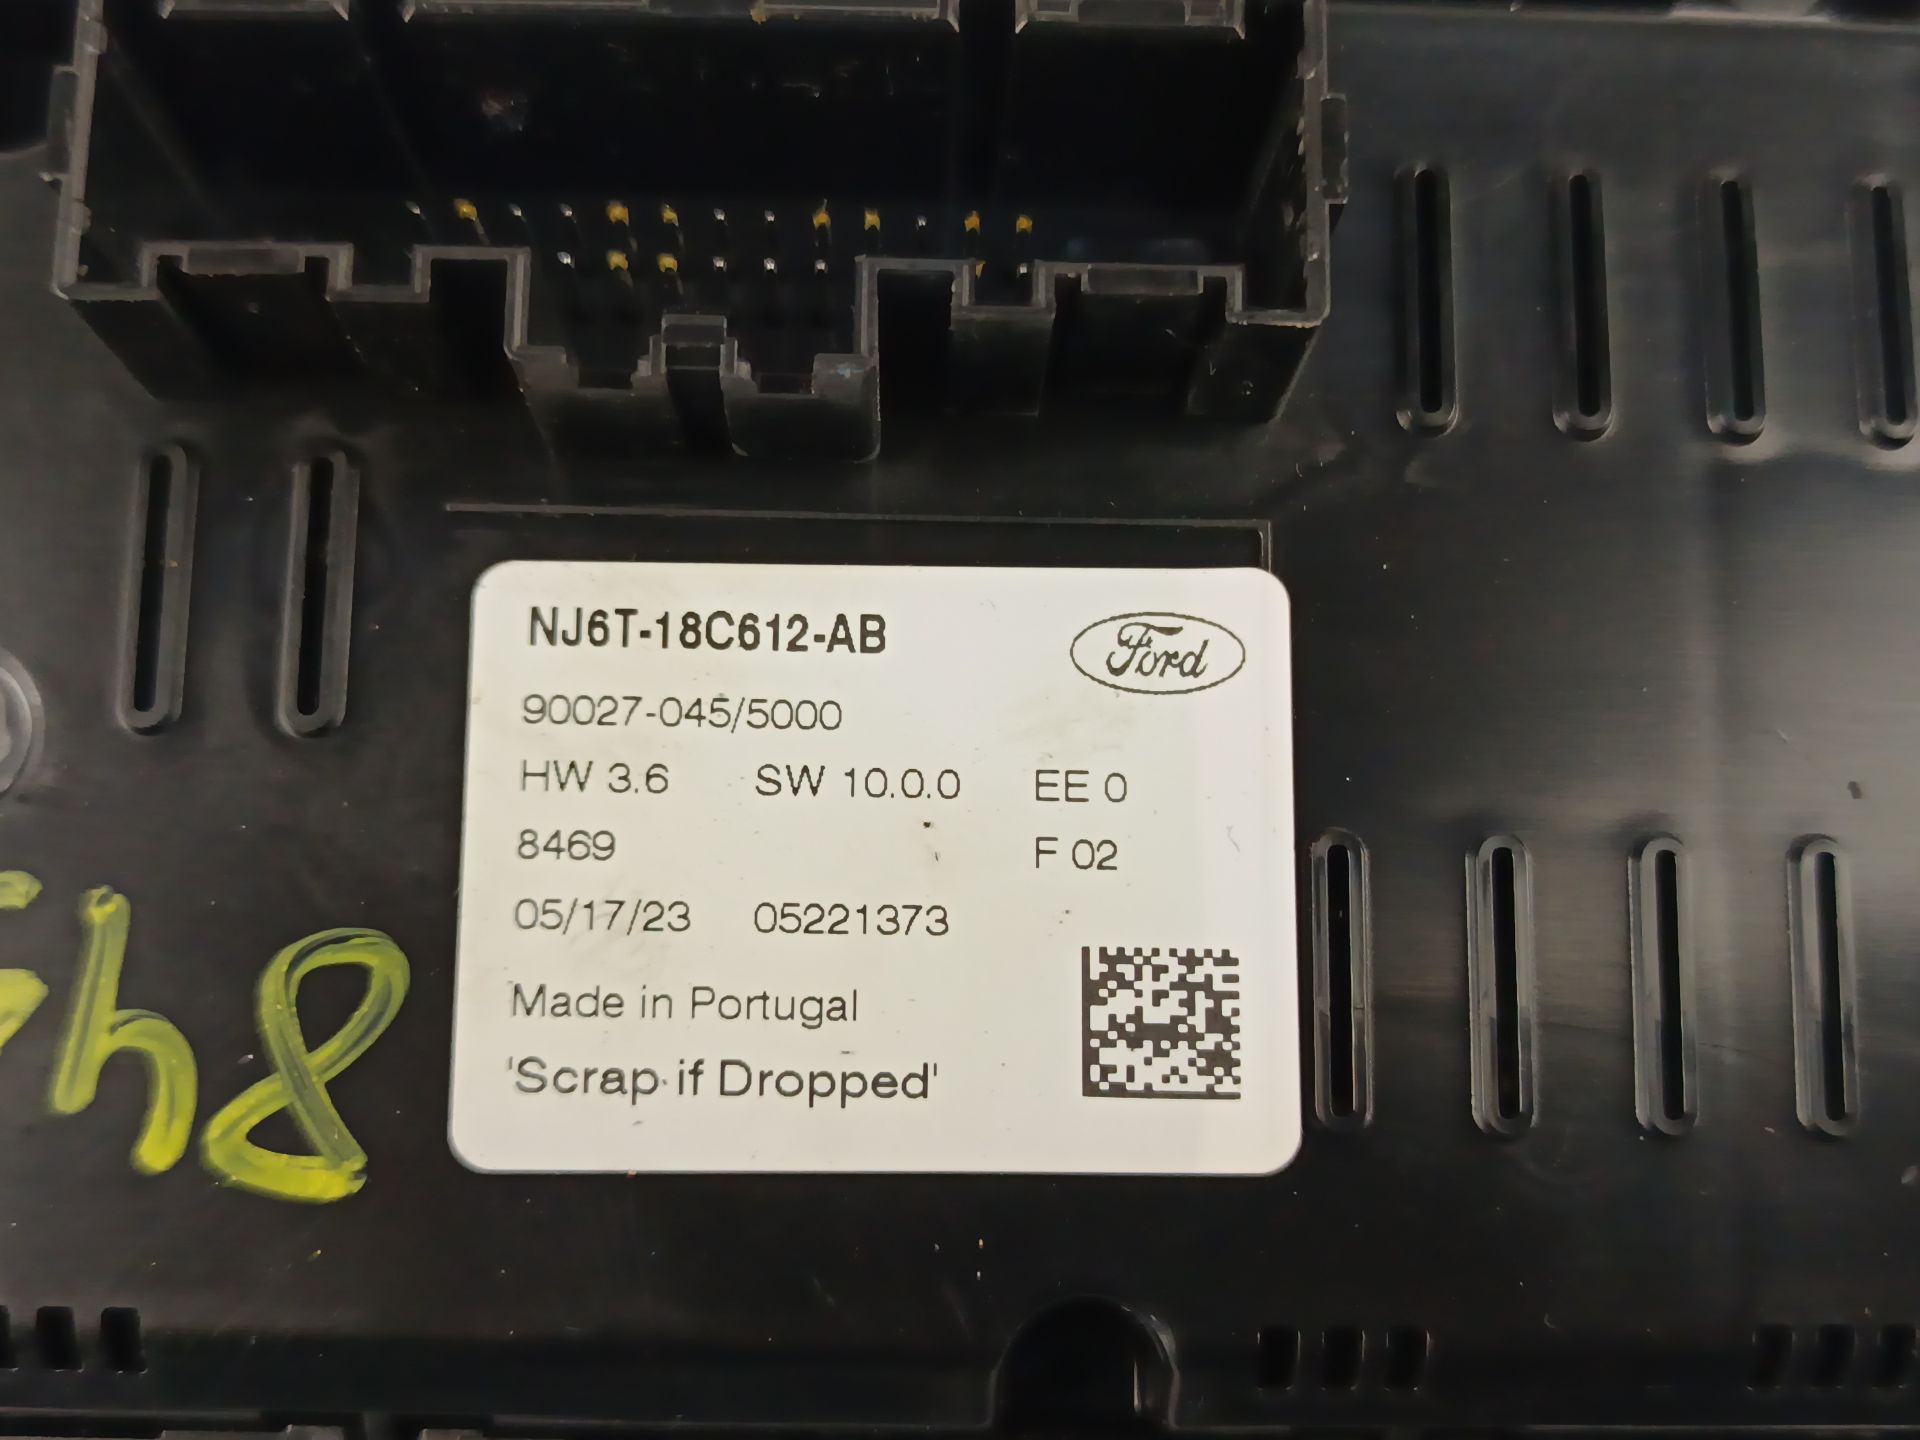 NJ6T-18C612-AB
Ford
90027-045/5000
HW 3.6 SW 10.0.0 EE 0
8469 F 02
05/17/23 05221373
Made in Portugal
'Scrap if Dropped'